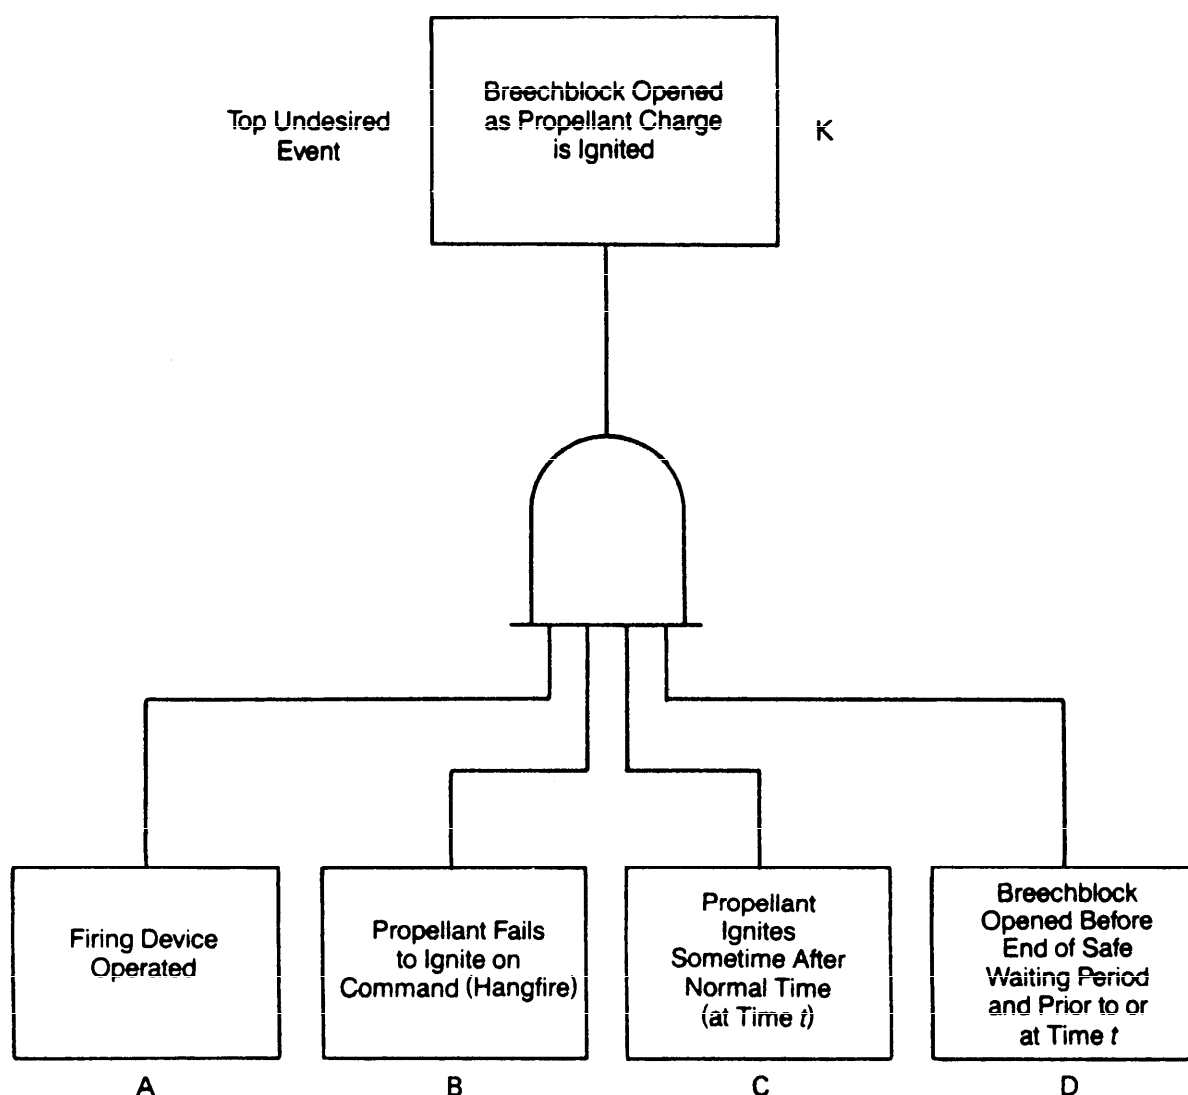 Breechblock Opened
as Propellant Charge
is Ignited
Top Undesired
Event
K
Firing Device
Operated
Propellant Fails
to Ignite on
Command (Hangfire)
Propellant
Ignites
Sometime After
Normal Time
(at Time t)
Breechblock
Opened Before
End of Safe
Waiting Period
and Prior to or
at Time t
A
B
C
D